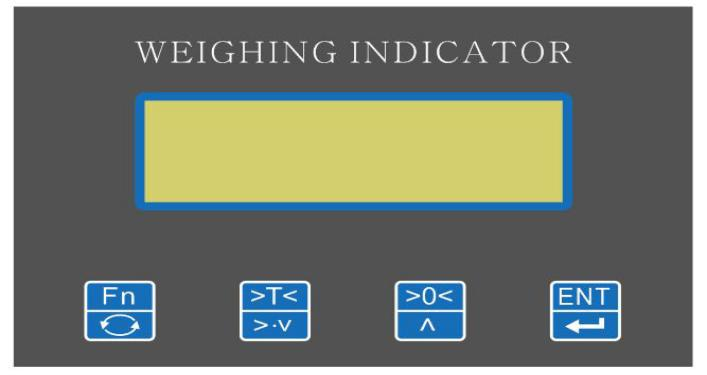 WEIGHING INDICATOR
Fn >T< >0< ENT
>·∨ ∧